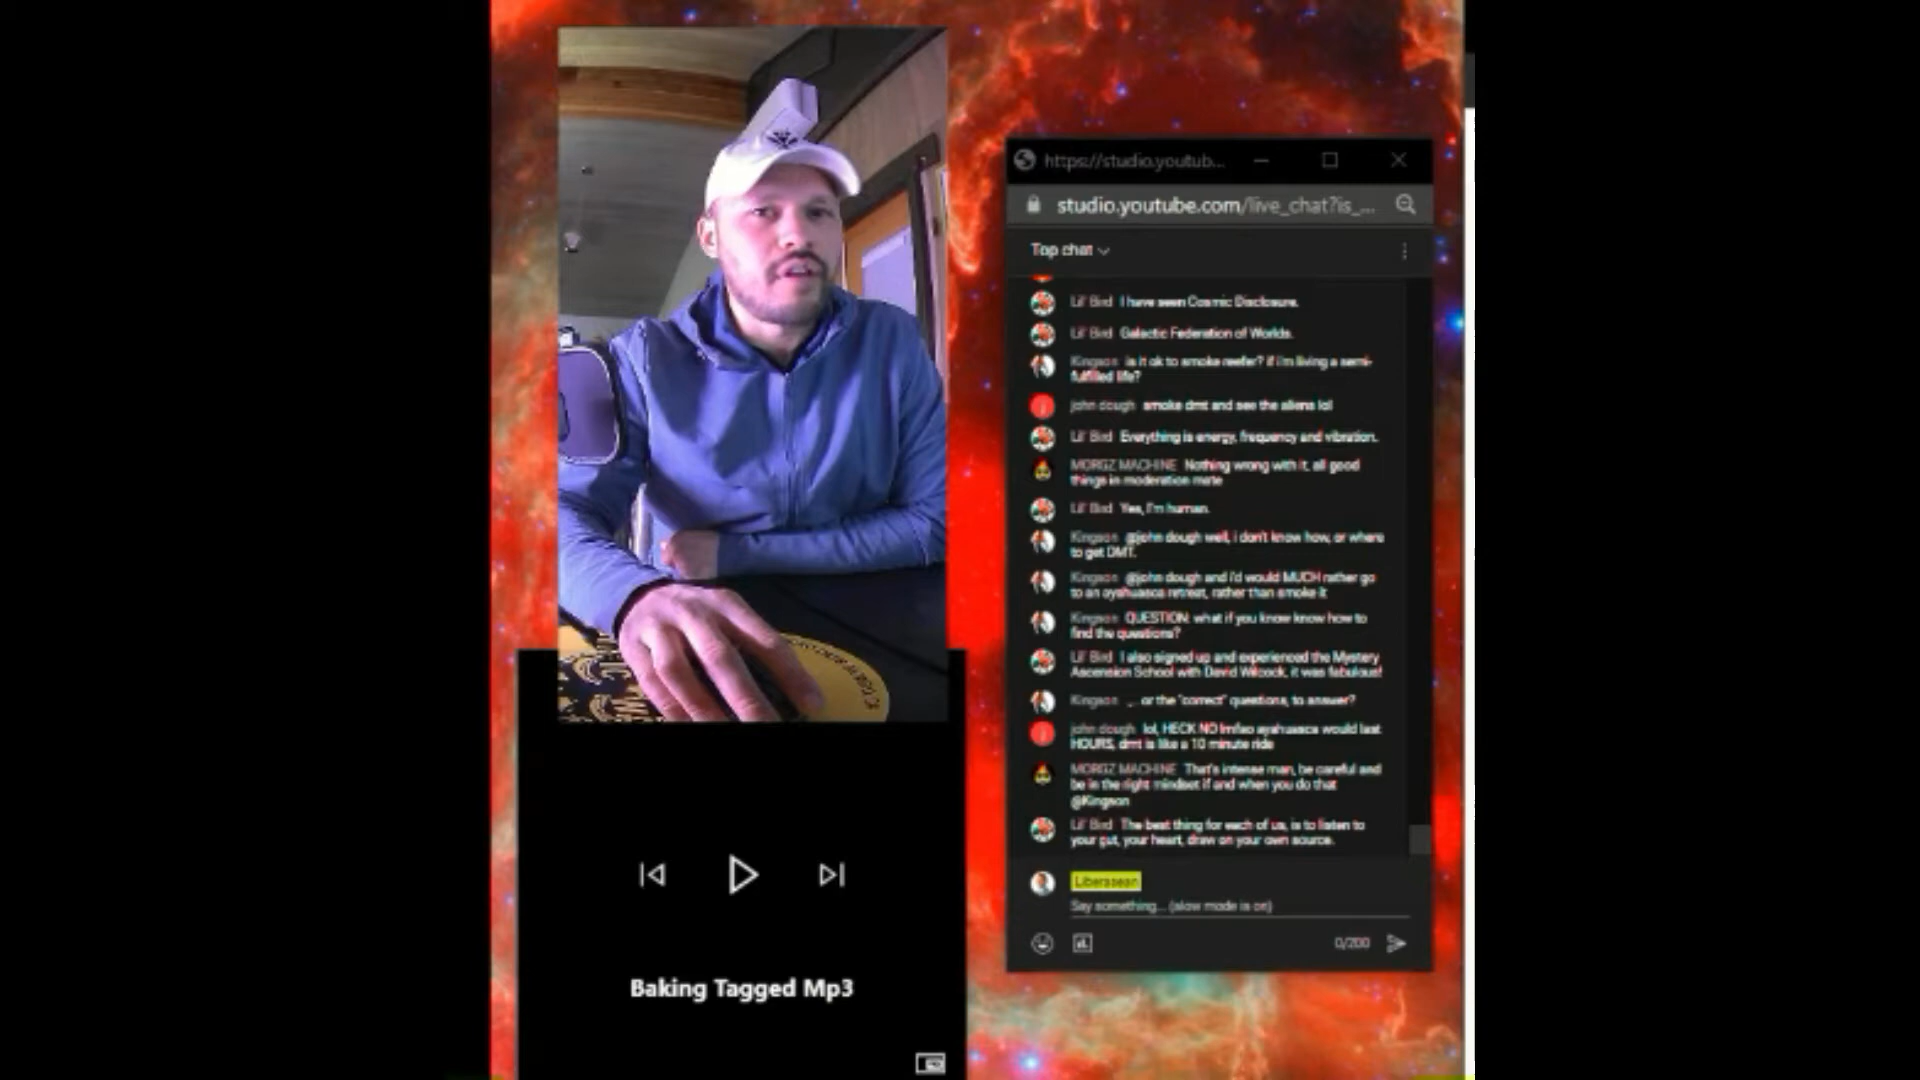 https://studio.youtub...
studio.youtube.com/live_chat?is_...
Top chat
Lil' Bird I have seen Cosmic Disclosure.
Lil' Bird Galactic Federation of Worlds.
Kingson is it ok to smoke reefer? if i'm living a semi-
fulfilled life?
john dough smoke dmt and see the aliens lol
Lil' Bird Everything is energy, frequency and vibration.
MORGZ MACHINE Nothing wrong with it, all good
things in moderation mate
Lil' Bird Yes, I'm human.
Kingson @john dough well, i don't know how, or where
to get DMT.
Kingson @john dough and i'd would MUCH rather go
to an ayahuasca retreat, rather than smoke it
Kingson QUESTION: what if you know know how to
find the questions?
Lil' Bird I also signed up and experienced the Mystery
Ascension School with David Wilcock, it was fabulous!
Kingson ... or the "correct" questions, to answer?
john dough lol, HECK NO lmfao ayahuasca would last
HOURS, dmt is like a 10 minute ride
MORGZ MACHINE That's intense man, be careful and
be in the right mindset if and when you do that
@Kingson
Lil' Bird The best thing for each of us, is to listen to
your gut, your heart, draw on your own source.
Liberasean
Say something... (slow mode is on)
0/200
Baking Tagged Mp3